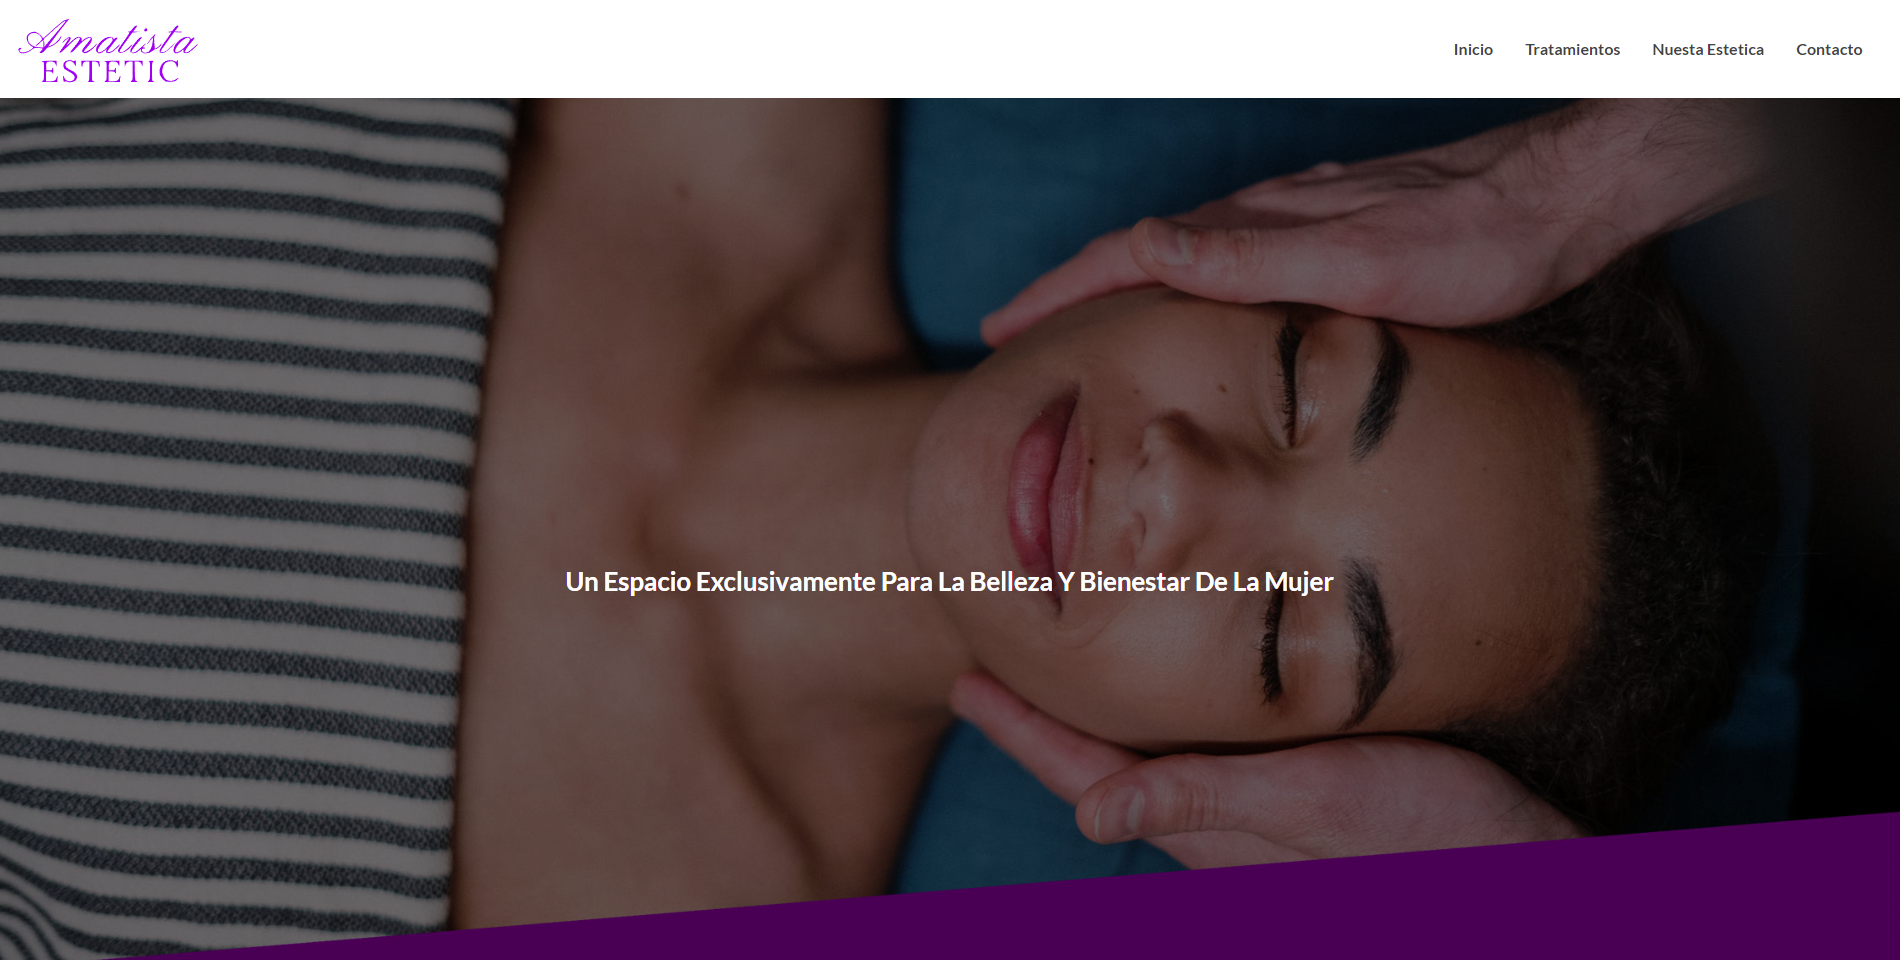 Amatista
ESTETIC
Inicio
Tratamientos
Nuesta Estetica
Contacto
Un Espacio Exclusivamente Para La Belleza Y Bienestar De La Mujer